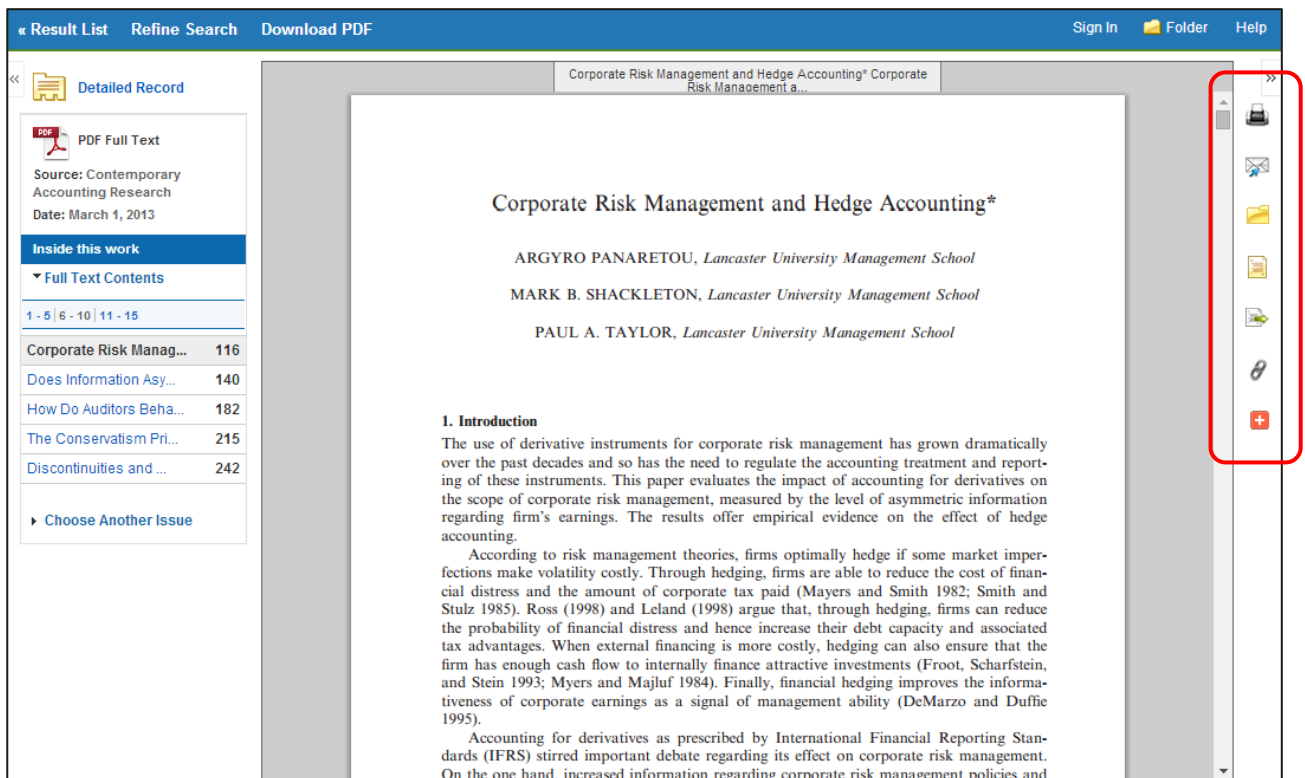 « Result List Refine Search Download PDF Sign In Folder Help
«
Detailed Record
PDF
PDF Full Text
Source: Contemporary
Accounting Research
Date: March 1, 2013
Inside this work
Full Text Contents
1 - 5 | 6 - 10 | 11 - 15
Corporate Risk Manag... 116
Does Information Asy... 140
How Do Auditors Beha... 182
The Conservatism Pri... 215
Discontinuities and ... 242
Choose Another Issue
Corporate Risk Management and Hedge Accounting* Corporate
Risk Management a...
Corporate Risk Management and Hedge Accounting*
ARGYRO PANARETOU, Lancaster University Management School
MARK B. SHACKLETON, Lancaster University Management School
PAUL A. TAYLOR, Lancaster University Management School
1. Introduction
The use of derivative instruments for corporate risk management has grown dramatically
over the past decades and so has the need to regulate the accounting treatment and report-
ing of these instruments. This paper evaluates the impact of accounting for derivatives on
the scope of corporate risk management, measured by the level of asymmetric information
regarding firm's earnings. The results offer empirical evidence on the effect of hedge
accounting.
According to risk management theories, firms optimally hedge if some market imper-
fections make volatility costly. Through hedging, firms are able to reduce the cost of finan-
cial distress and the amount of corporate tax paid (Mayers and Smith 1982; Smith and
Stulz 1985). Ross (1998) and Leland (1998) argue that, through hedging, firms can reduce
the probability of financial distress and hence increase their debt capacity and associated
tax advantages. When external financing is more costly, hedging can also ensure that the
firm has enough cash flow to internally finance attractive investments (Froot, Scharfstein,
and Stein 1993; Myers and Majluf 1984). Finally, financial hedging improves the informa-
tiveness of corporate earnings as a signal of management ability (DeMarzo and Duffie
1995).
Accounting for derivatives as prescribed by International Financial Reporting Stan-
dards (IFRS) stirred important debate regarding its effect on corporate risk management.
On the one hand, increased information regarding corporate risk management policies and
»